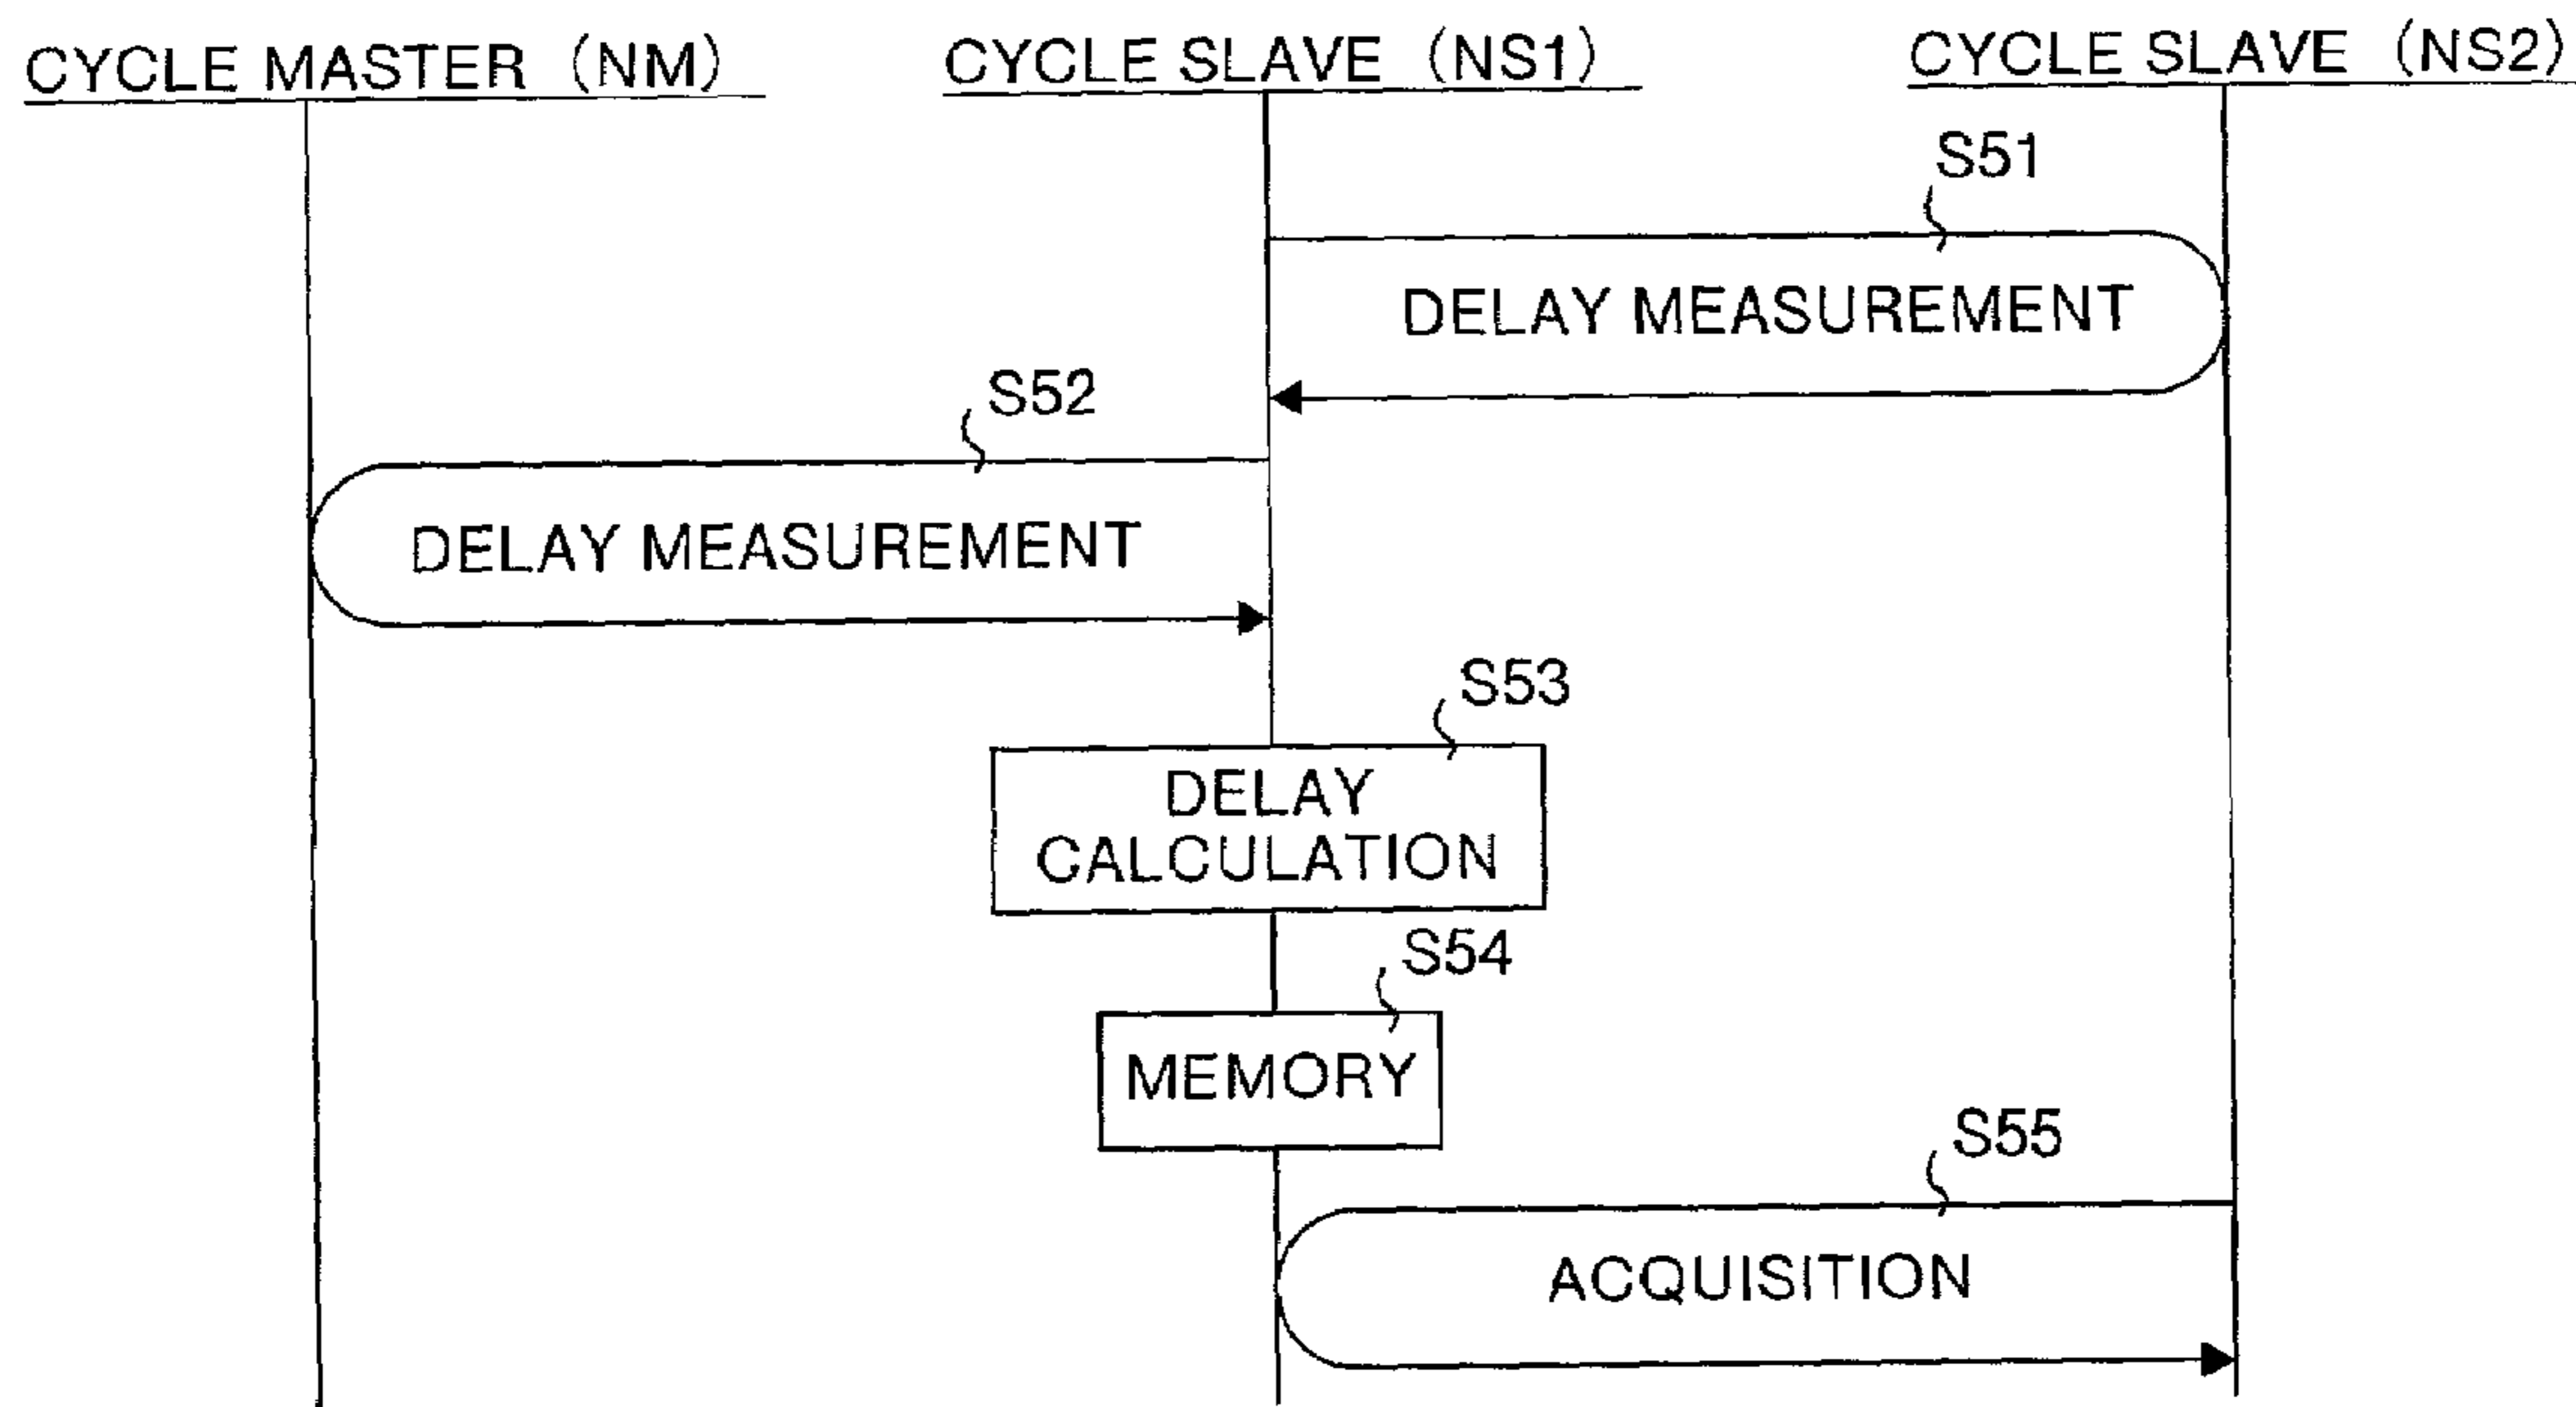 CYCLE MASTER (NM)
CYCLE SLAVE (NS1)
CYCLE SLAVE (NS2)
S51
DELAY MEASUREMENT
S52
DELAY MEASUREMENT
S53
DELAY
CALCULATION
S54
MEMORY
S55
ACQUISITION